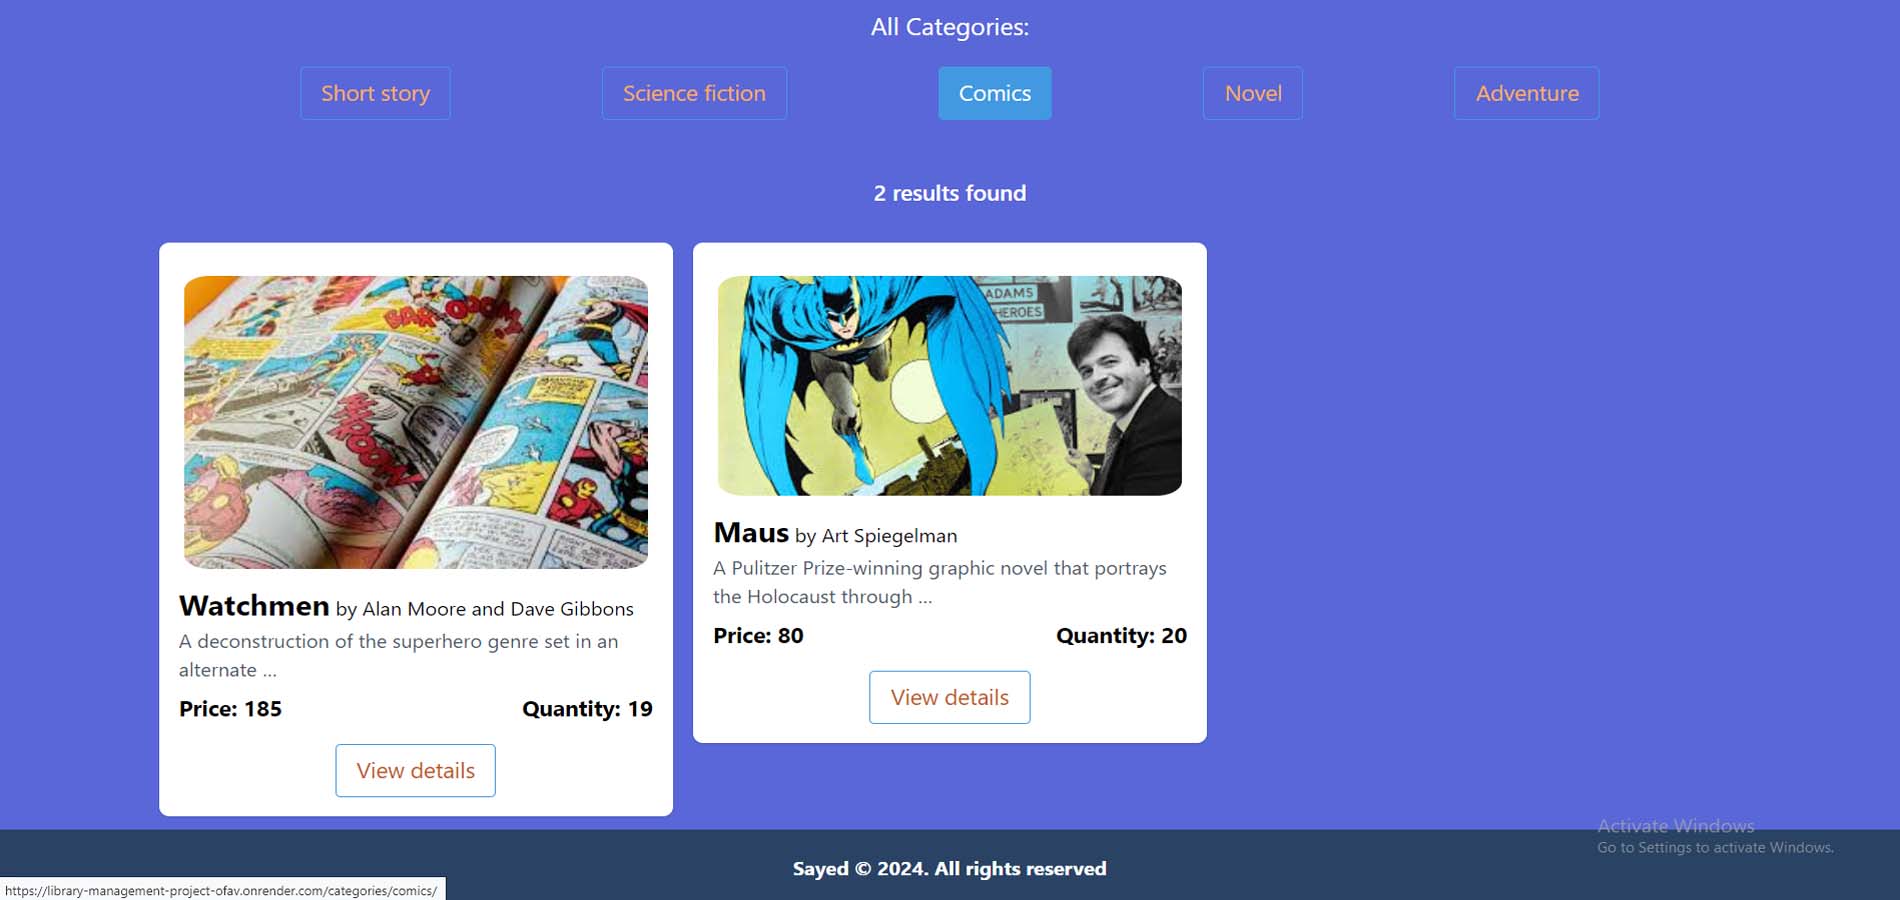 All Categories:
Short story
Science fiction
Comics
Novel
Adventure
2 results found
BAR-OOOM!
ADAMS
HEROES
Watchmen by Alan Moore and Dave Gibbons
A deconstruction of the superhero genre set in an
alternate ...
Price: 185
Quantity: 19
View details
Maus by Art Spiegelman
A Pulitzer Prize-winning graphic novel that portrays
the Holocaust through ...
Price: 80
Quantity: 20
View details
Activate Windows
Go to Settings to activate Windows.
Sayed © 2024. All rights reserved
https://library-management-project-ofav.onrender.com/categories/comics/